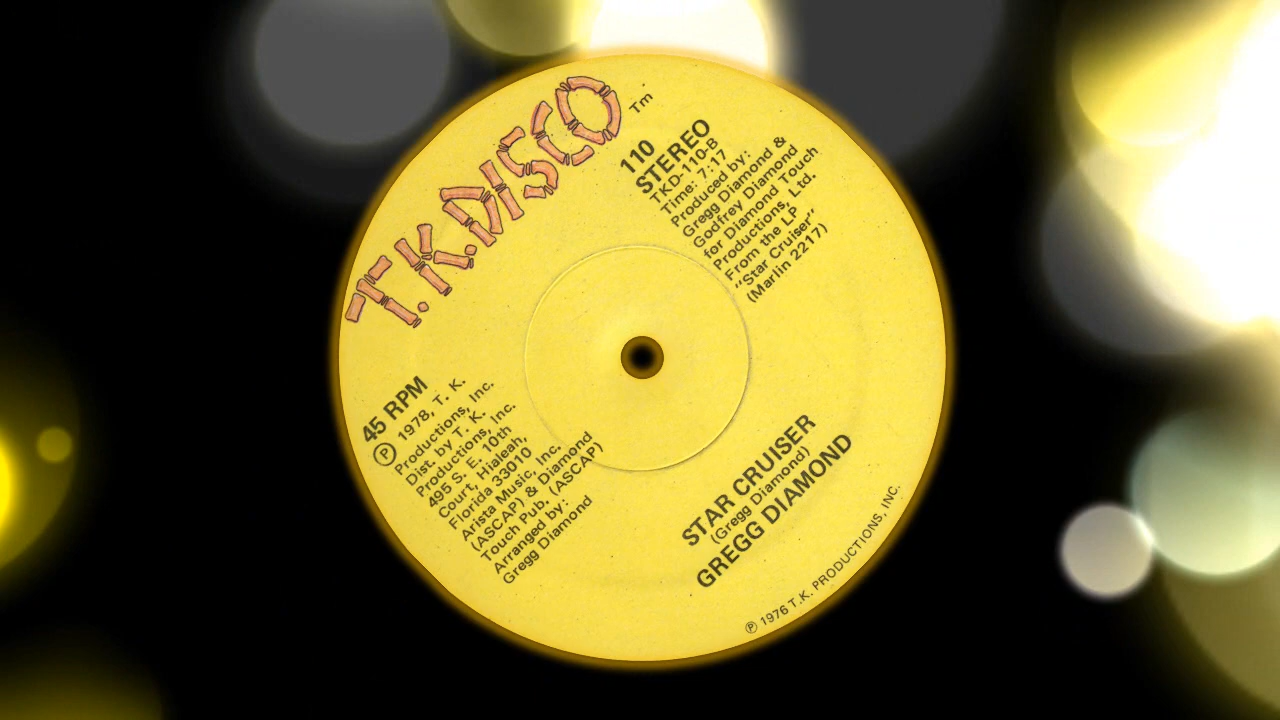 T.K. DISCO
Tm
110
STEREO
TKD-110-B
Time: 7:17
Produced by:
Gregg Diamond &
Godfrey Diamond
for Diamond Touch
Productions, Ltd.
From the LP
"Star Cruiser"
(Marlin 2217)
45 RPM
Ⓟ 1978, T. K.
Productions, Inc.
Dist. by T. K.
Productions, Inc.
495 S. E. 10th
Court, Hialeah,
Florida 33010
Arista Music, Inc.
(ASCAP) & Diamond
Touch Pub. (ASCAP)
Arranged by:
Gregg Diamond
STAR CRUISER
(Gregg Diamond)
GREGG DIAMOND
Ⓟ 1976 T.K. PRODUCTIONS, INC.